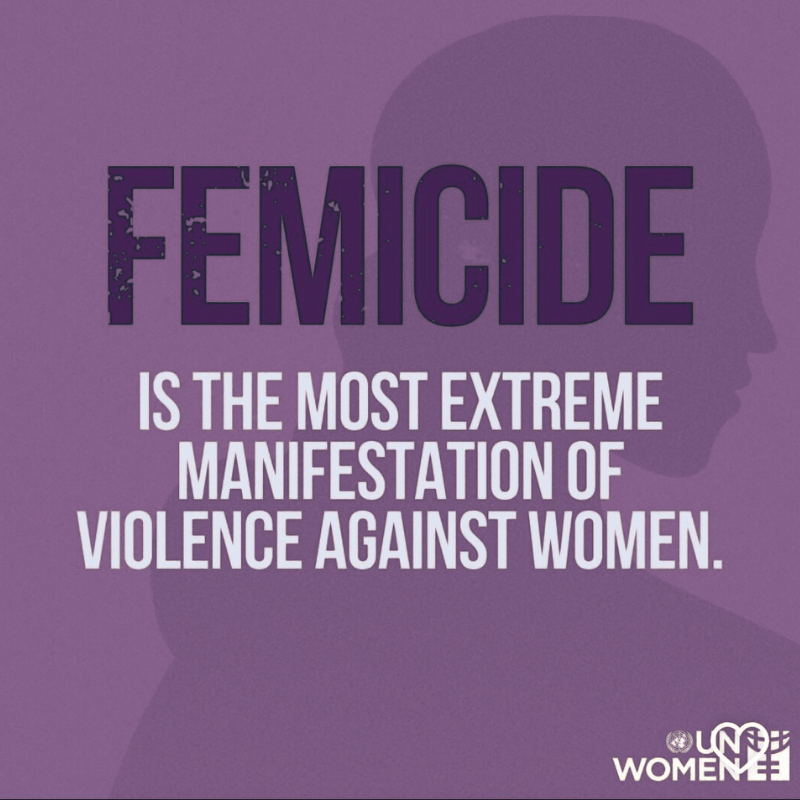 FEMICIDE
IS THE MOST EXTREME
MANIFESTATION OF
VIOLENCE AGAINST WOMEN.
UN
WOMEN